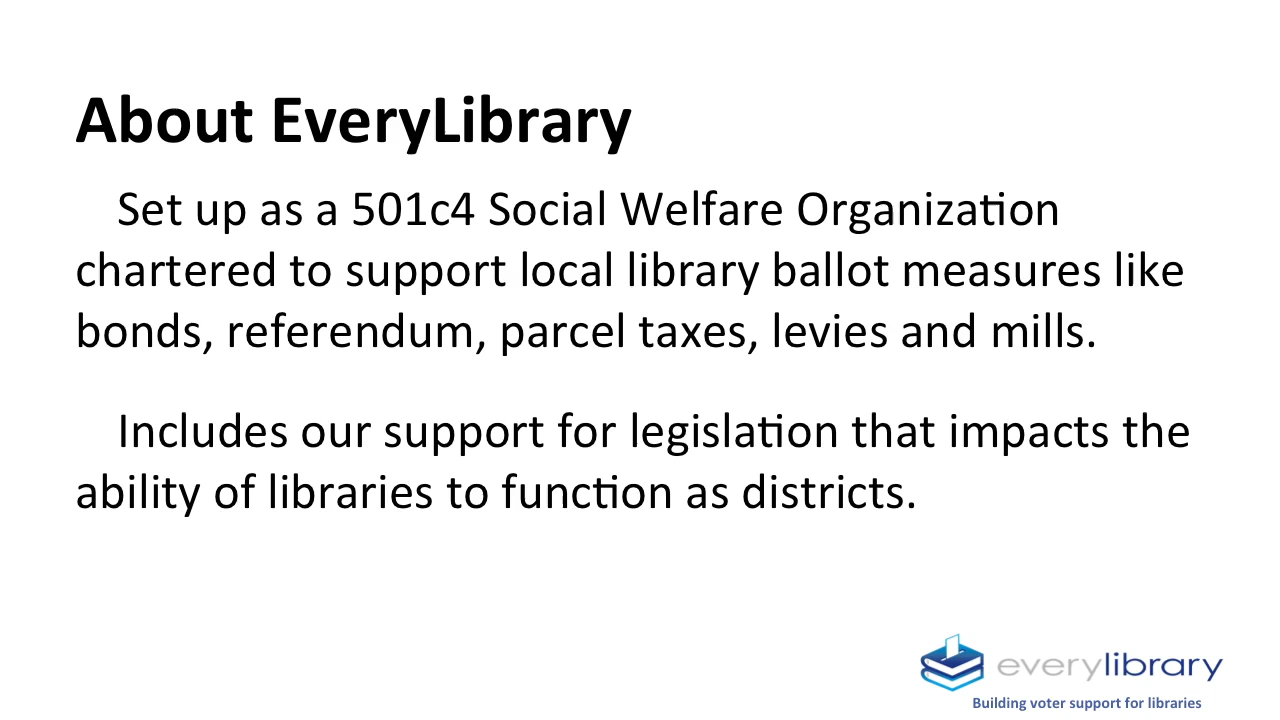 About EveryLibrary
Set up as a 501c4 Social Welfare Organization
chartered to support local library ballot measures like
bonds, referendum, parcel taxes, levies and mills.
Includes our support for legislation that impacts the
ability of libraries to function as districts.
everylibrary
Building voter support for libraries